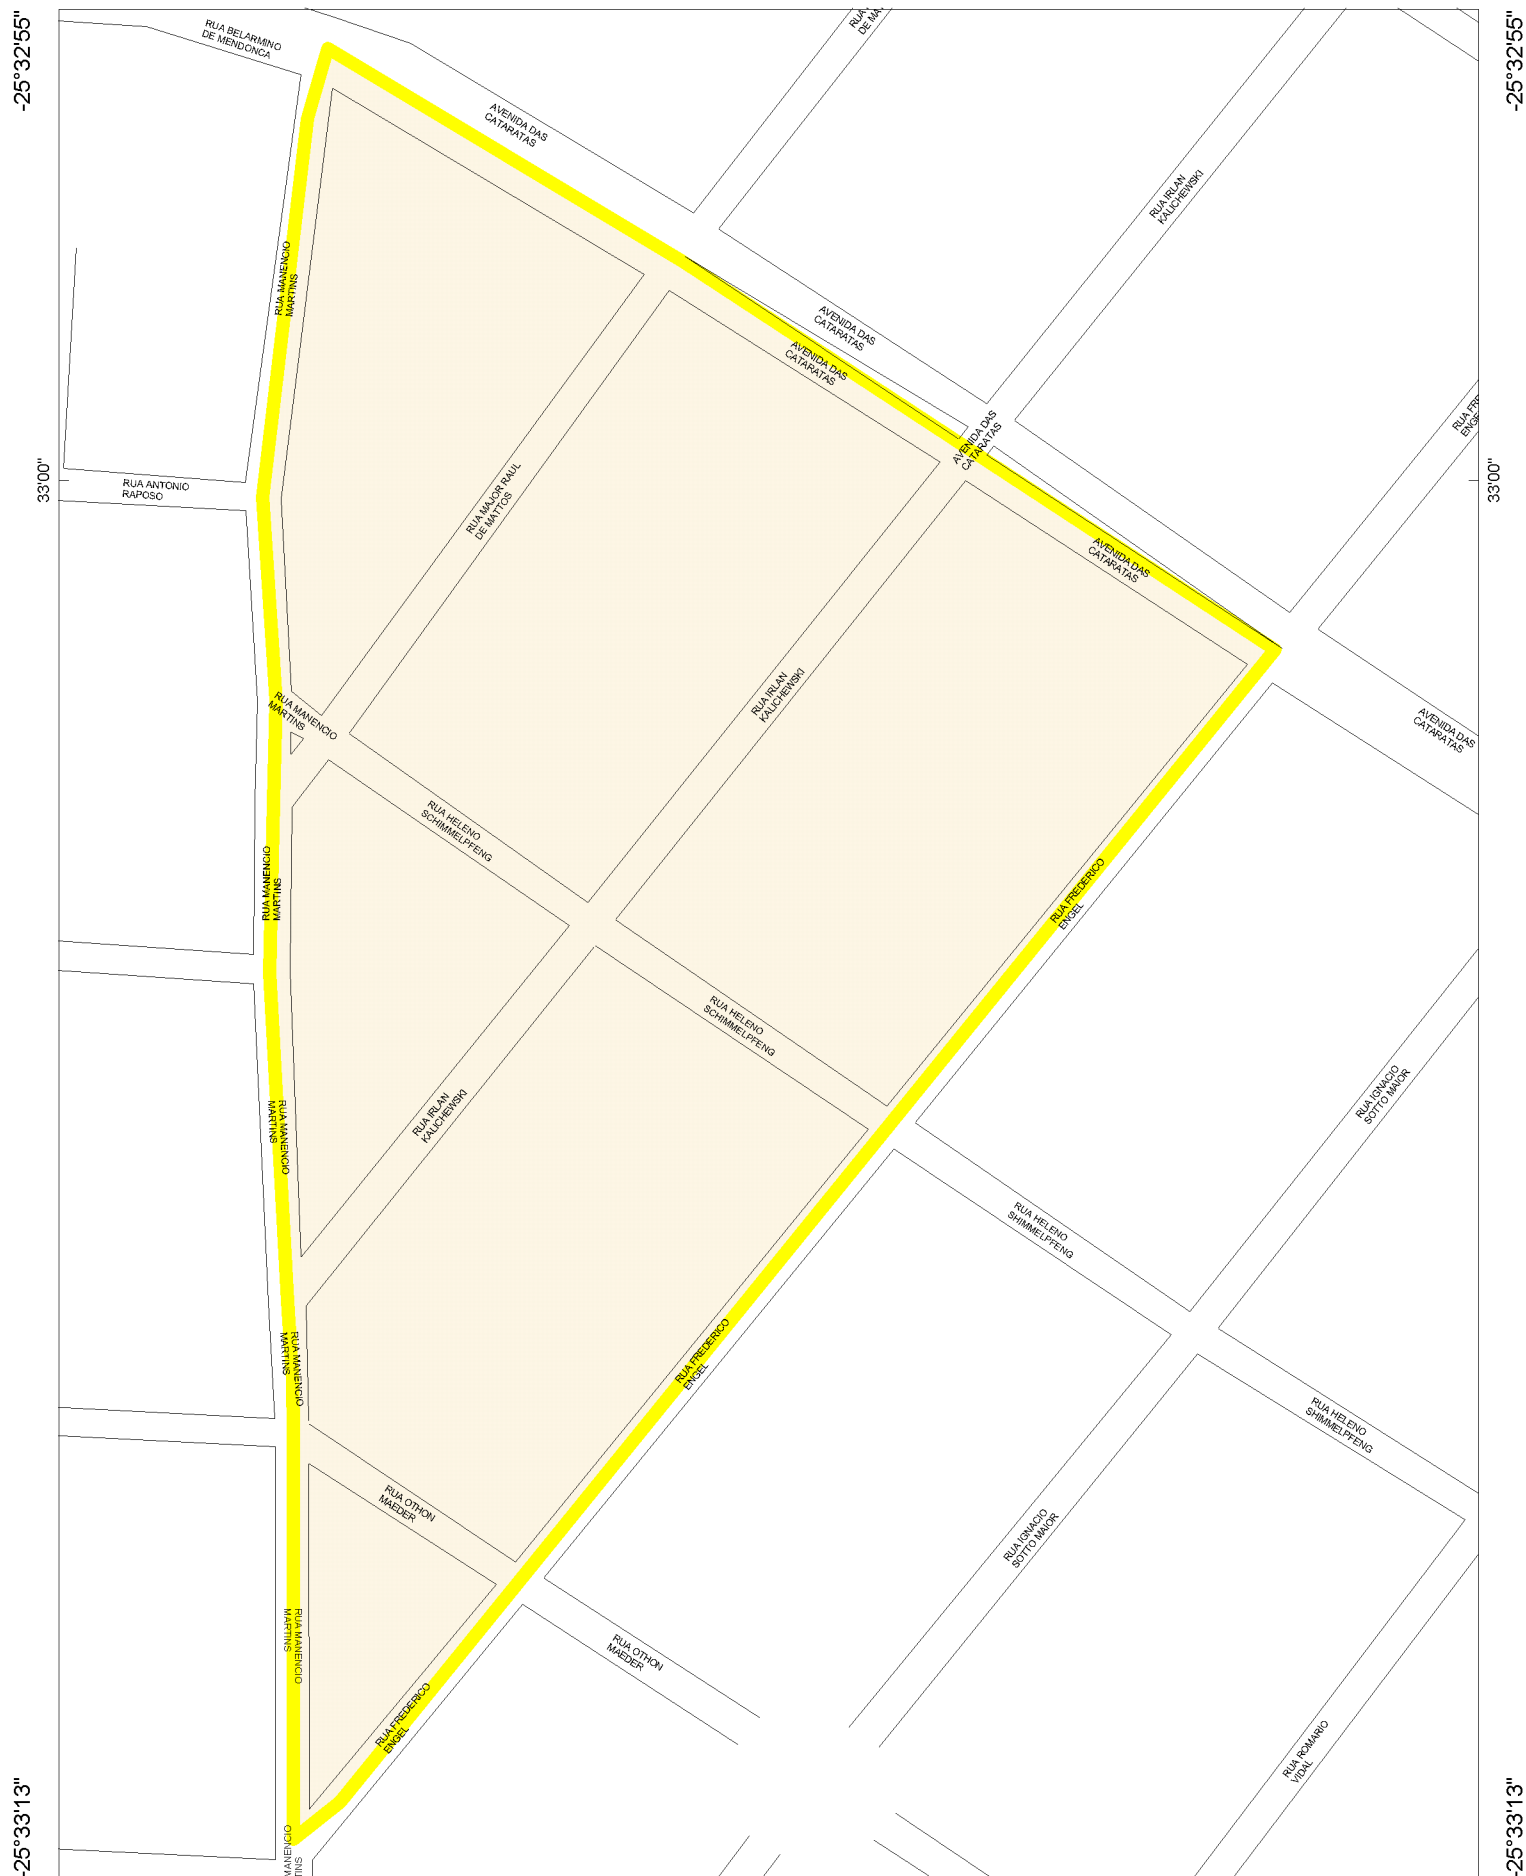 -25°32'55"
-25°32'55"
RUA BELARMINO
DE MENDONCA
AVENIDA DAS
CATARATAS
RUA IRLAN
KALICHEWSKI
RUA MANENCIO
MARTINS
AVENIDA DAS
CATARATAS
AVENIDA DAS
CATARATAS
AVENIDA DAS
CATARATAS
33'00"
33'00"
RUA ANTONIO
RAPOSO
RUA MAJOR RAUL
DE MATTOS
AVENIDA DAS
CATARATAS
RUA IRLAN
KALICHEWSKI
RUA MANENCIO
MARTINS
AVENIDA DAS
CATARATAS
RUA HELENO
SCHIMMELPFENG
RUA MANENCIO
MARTINS
RUA FREDERICO
ENGEL
RUA HELENO
SCHIMMELPFENG
RUA IRLAN
KALICHEWSKI
RUA IGNACIO
SOTTO MAIOR
RUA MANENCIO
MARTINS
RUA HELENO
SHIMMELPFENG
RUA FREDERICO
ENGEL
RUA MANENCIO
MARTINS
RUA HELENO
SHIMMELPFENG
RUA OTHON
MAEDER
RUA IGNACIO
SOTTO MAIOR
RUA MANENCIO
MARTINS
RUA OTHON
MAEDER
RUA FREDERICO
ENGEL
RUA ROMARIO
VIDAL
-25°33'13"
-25°33'13"
MANENCIO